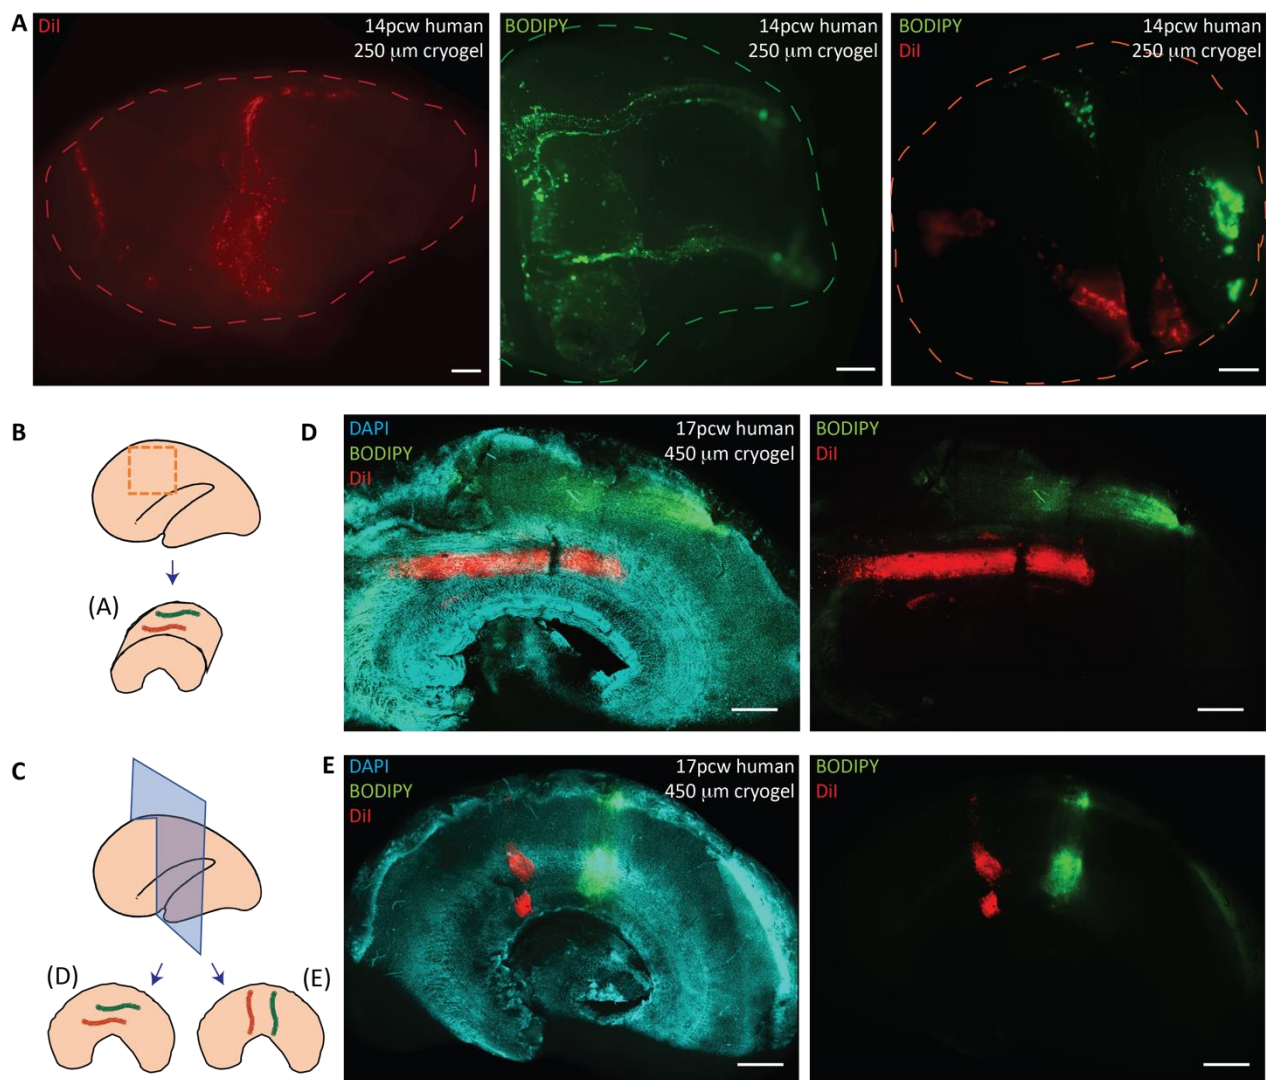 A
DiI
14pcw human
250 μm cryogel
BODIPY
14pcw human
250 μm cryogel
BODIPY
DiI
14pcw human
250 μm cryogel
B
(A)
D
DAPI
BODIPY
DiI
17pcw human
450 μm cryogel
BODIPY
DiI
C
(D)
(E)
E
DAPI
BODIPY
DiI
17pcw human
450 μm cryogel
BODIPY
DiI